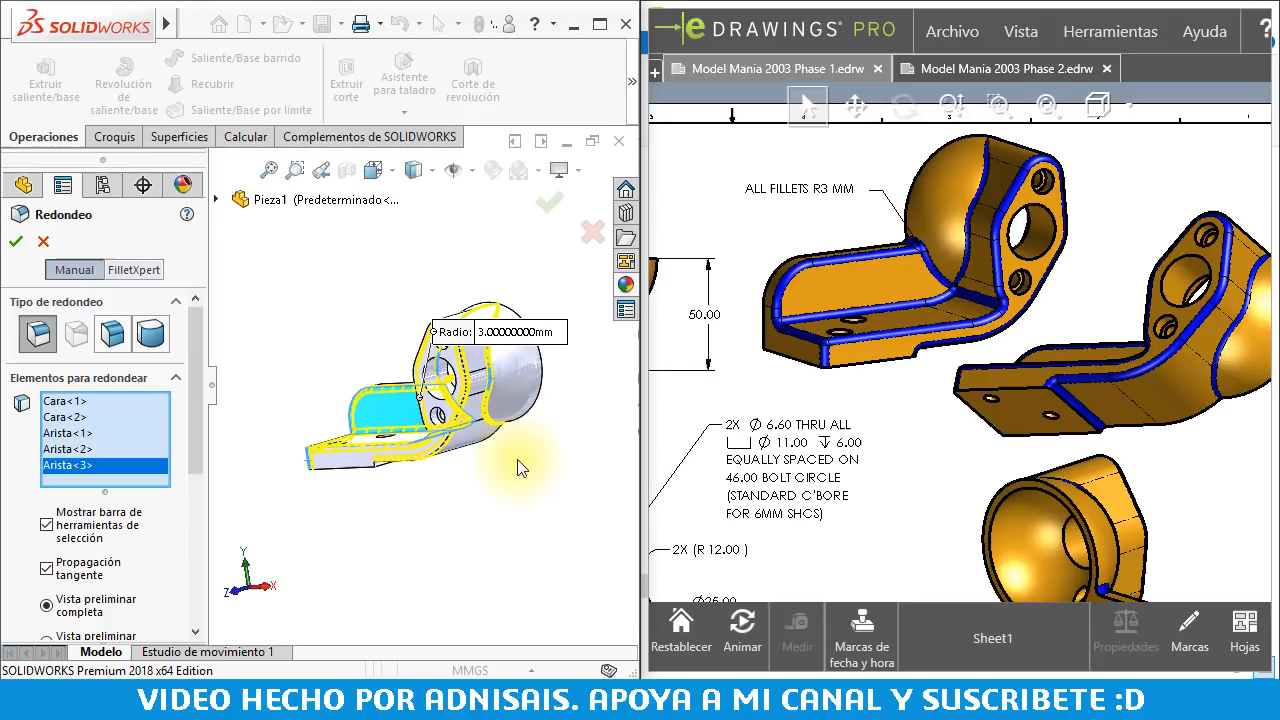 SOLIDWORKS
Extruir saliente/base
Revolución de saliente/base
Saliente/Base barrido
Recubrir
Saliente/Base por límite
Extruir corte
Asistente para taladro
Corte de revolución
Operaciones
Croquis
Superficies
Calcular
Complementos de SOLIDWORKS
Redondeo
Manual
FilletXpert
Tipo de redondeo
Elementos para redondear
Cara<1>
Cara<2>
Arista<1>
Arista<2>
Arista<3>
Mostrar barra de
herramientas de
selección
Propagación
tangente
Vista preliminar
completa
Vista preliminar
Pieza1 (Predeterminado<...
Radio: 3.00000000mm
Y
X
Z
Modelo
Estudio de movimiento 1
SOLIDWORKS Premium 2018 x64 Edition
MMGS
eDRAWINGS® PRO
Archivo
Vista
Herramientas
Ayuda
?
Model Mania 2003 Phase 1.edrw
Model Mania 2003 Phase 2.edrw
ALL FILLETS R3 MM
50.00
2X Ø 6.60 THRU ALL
Ø 11.00 ↧ 6.00
EQUALLY SPACED ON
46.00 BOLT CIRCLE
(STANDARD C'BORE
FOR 6MM SHCS)
2X (R 12.00 )
Ø25.00
Restablecer
Animar
Medir
Marcas de
fecha y hora
Sheet1
Propiedades
Marcas
Hojas
VIDEO HECHO POR ADNISAIS. APOYA A MI CANAL Y SUSCRIBETE :D